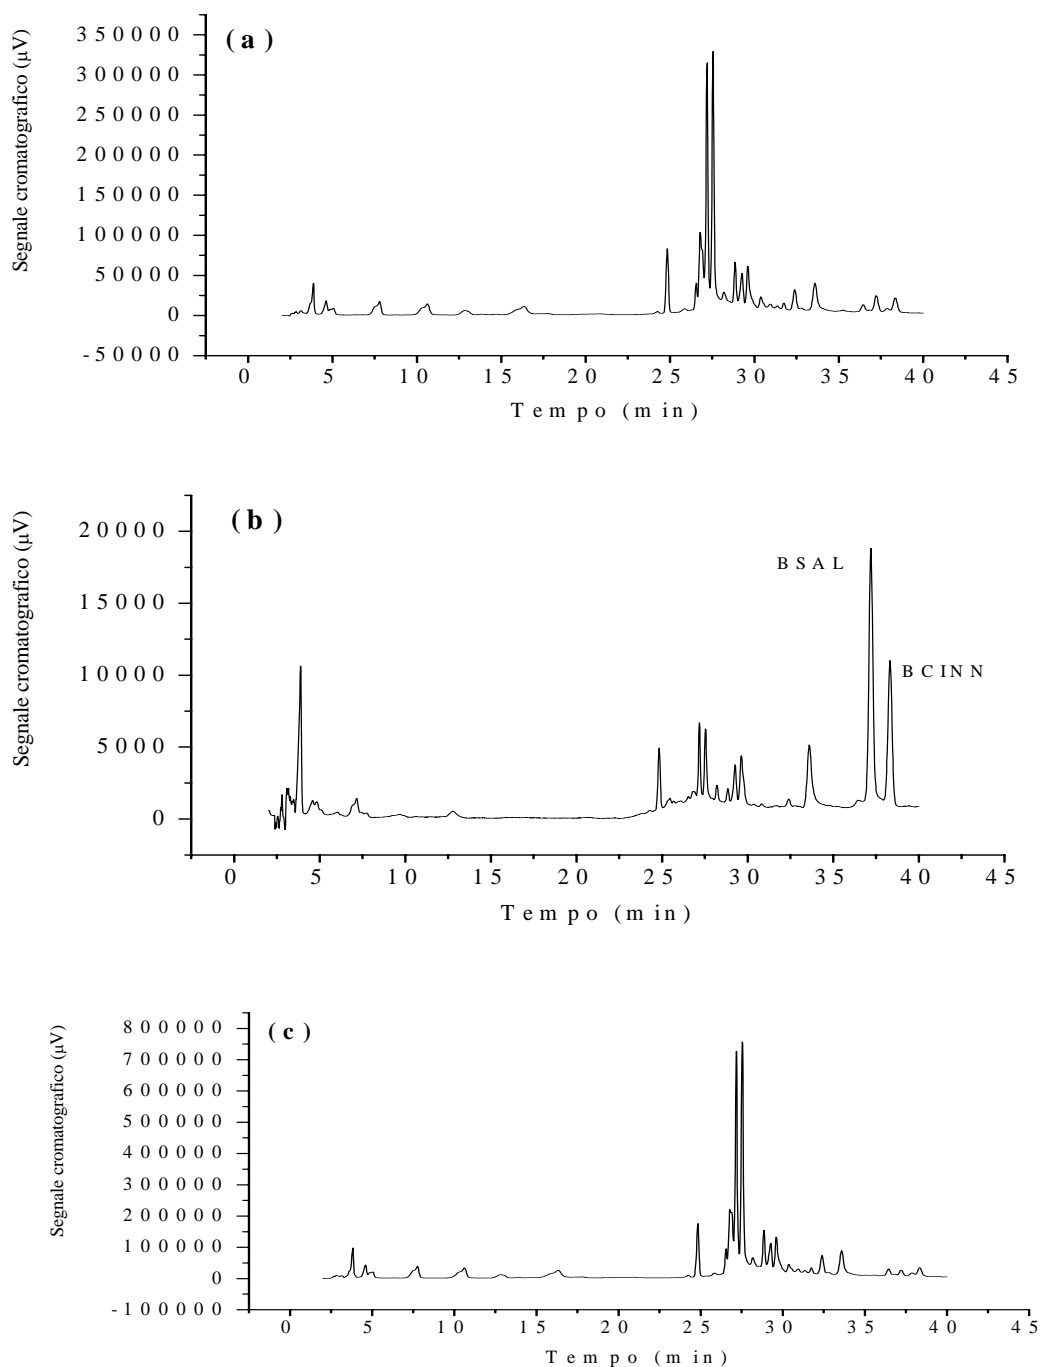 (a)
Segnale cromatografico (µV)
350000
300000
250000
200000
150000
100000
50000
0
-50000
0 5 10 15 20 25 30 35 40 45
Tempo (min)
(b)
Segnale cromatografico (µV)
20000
15000
10000
5000
0
BSAL
BCINN
0 5 10 15 20 25 30 35 40 45
Tempo (min)
(c)
Segnale cromatografico (µV)
800000
700000
600000
500000
400000
300000
200000
100000
0
-100000
0 5 10 15 20 25 30 35 40 45
Tempo (min)